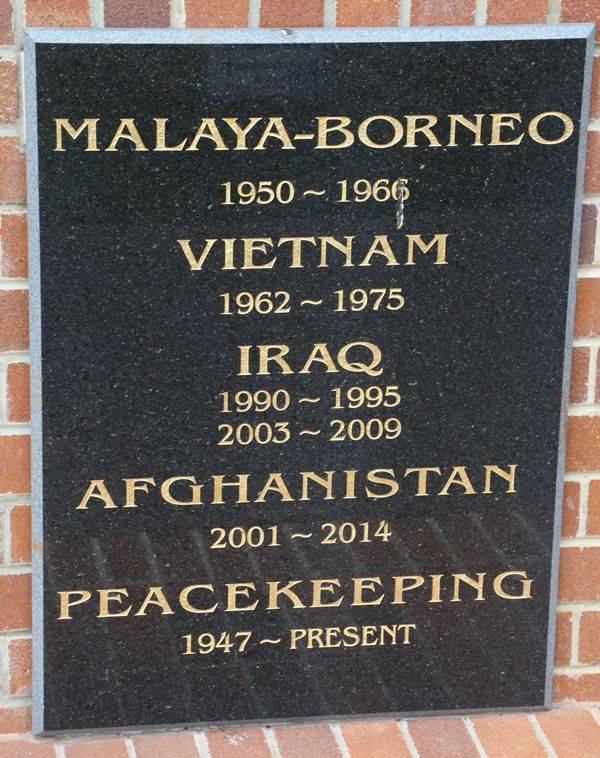 MALAYA-BORNEO
1950 ~ 1966
VIETNAM
1962 ~ 1975
IRAQ
1990 ~ 1995
2003 ~ 2009
AFGHANISTAN
2001 ~ 2014
PEACEKEEPING
1947 ~ PRESENT